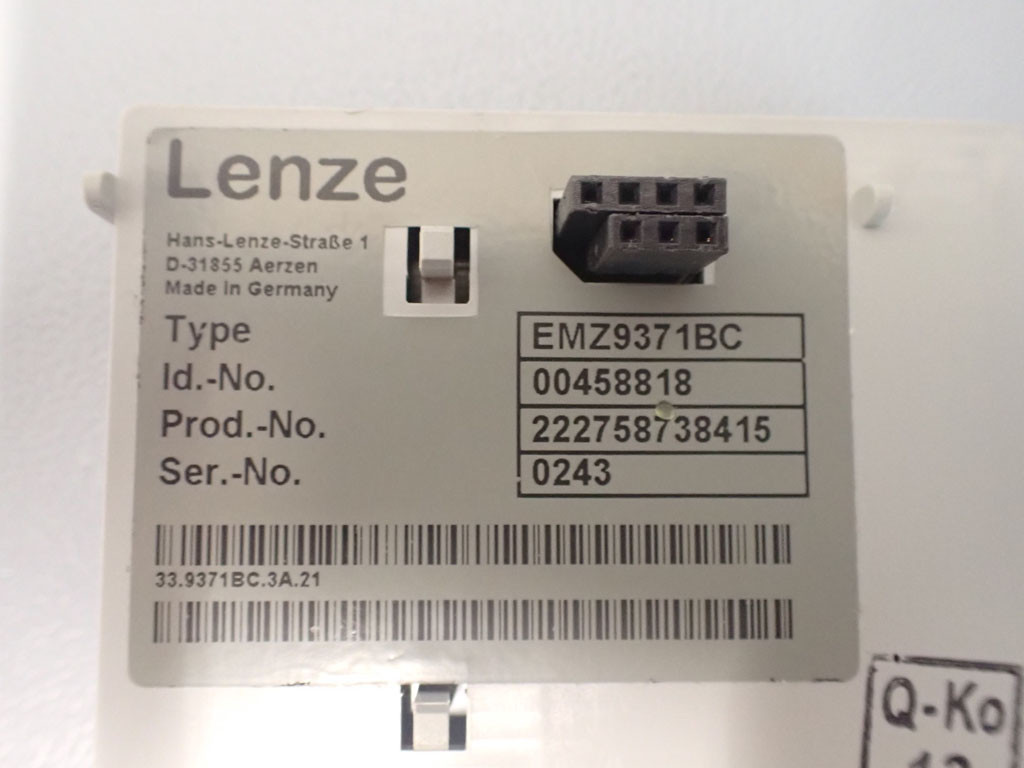 Lenze
Hans-Lenze-Straße 1
D-31855 Aerzen
Made in Germany
Type EMZ9371BC
Id.-No. 00458818
Prod.-No. 222758738415
Ser.-No. 0243
33.9371BC.3A.21
Q-Ko